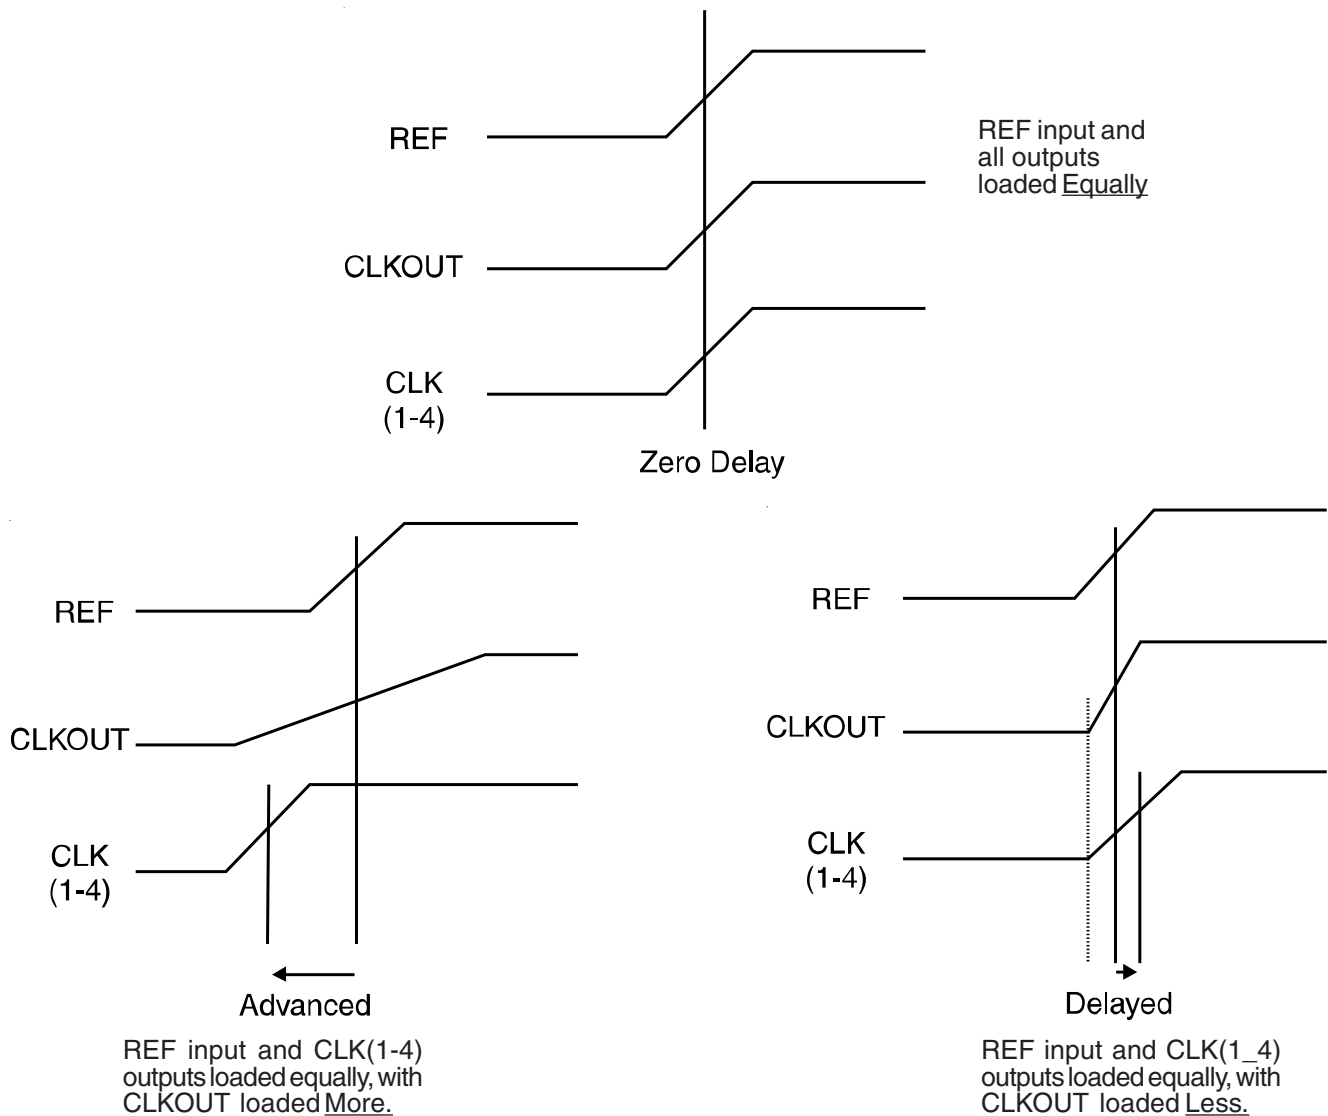 REF
REF input and
all outputs
loaded Equally
CLKOUT
CLK
(1-4)
Zero Delay
REF
CLKOUT
CLK
(1-4)
Advanced
REF input and CLK(1-4)
outputs loaded equally, with
CLKOUT loaded More.
REF
CLKOUT
CLK
(1-4)
Delayed
REF input and CLK(1_4)
outputs loaded equally, with
CLKOUT loaded Less.